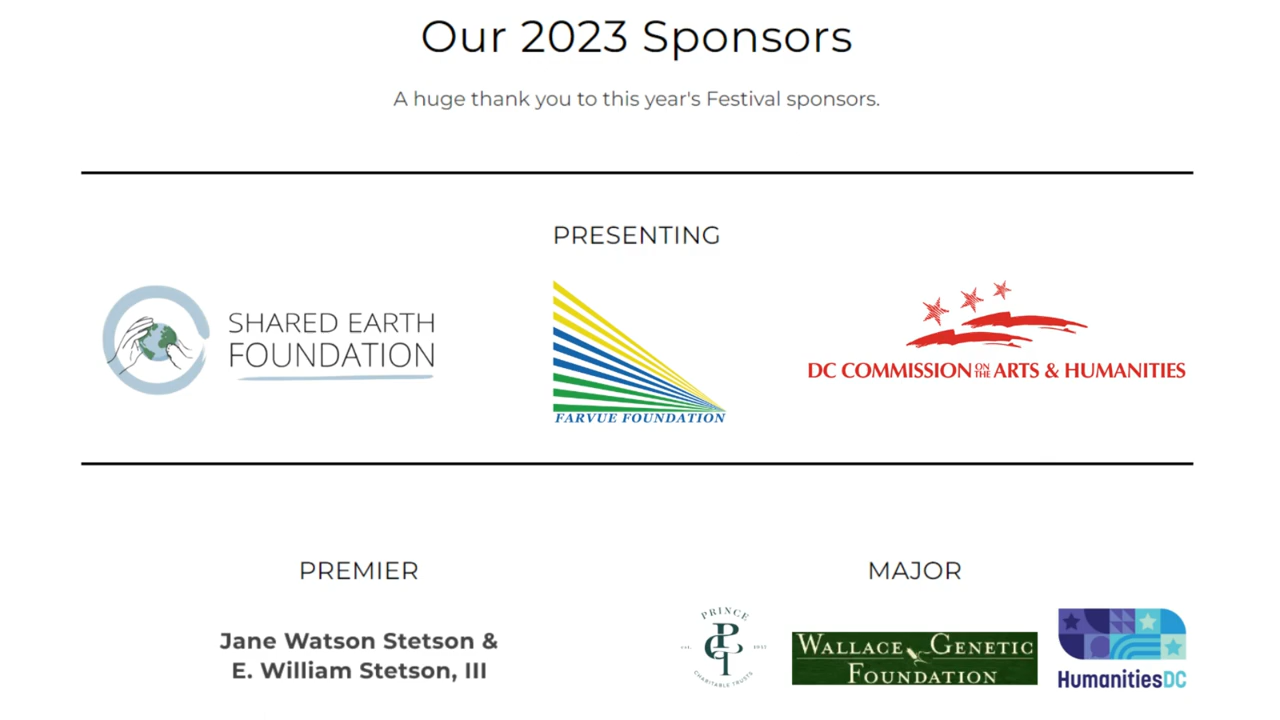 Our 2023 Sponsors
A huge thank you to this year's Festival sponsors.
PRESENTING
SHARED EARTH
FOUNDATION
FARVUE FOUNDATION
DC COMMISSION ON THE ARTS & HUMANITIES
PREMIER
Jane Watson Stetson &
E. William Stetson, III
MAJOR
PRINCE
CHARITABLE TRUSTS
WALLACE GENETIC
FOUNDATION
HumanitiesDC